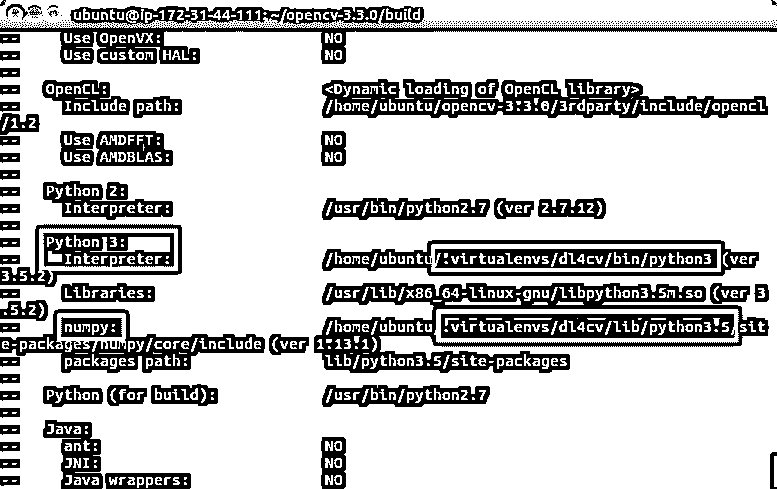 ubuntu@ip-172-31-44-111: ~/opencv-3.3.0/build
--     Use OpenVX:                  NO
--     Use custom HAL:              NO
--
--   OpenCL:                        <Dynamic loading of OpenCL library>
--     Include path:                /home/ubuntu/opencv-3.3.0/3rdparty/include/opencl
/1.2
--     Use AMDFFT:                  NO
--     Use AMDBLAS:                 NO
--
--   Python 2:
--     Interpreter:                 /usr/bin/python2.7 (ver 2.7.12)
--
--   Python 3:
--     Interpreter:                 /home/ubuntu/.virtualenvs/dl4cv/bin/python3 (ver
3.5.2)
--     Libraries:                   /usr/lib/x86_64-linux-gnu/libpython3.5m.so (ver 3
.5.2)
--     numpy:                       /home/ubuntu/.virtualenvs/dl4cv/lib/python3.5/sit
e-packages/numpy/core/include (ver 1.13.1)
--     packages path:               lib/python3.5/site-packages
--
--   Python (for build):            /usr/bin/python2.7
--
--   Java:
--     ant:                         NO
--     JNI:                         NO
--     Java wrappers:               NO